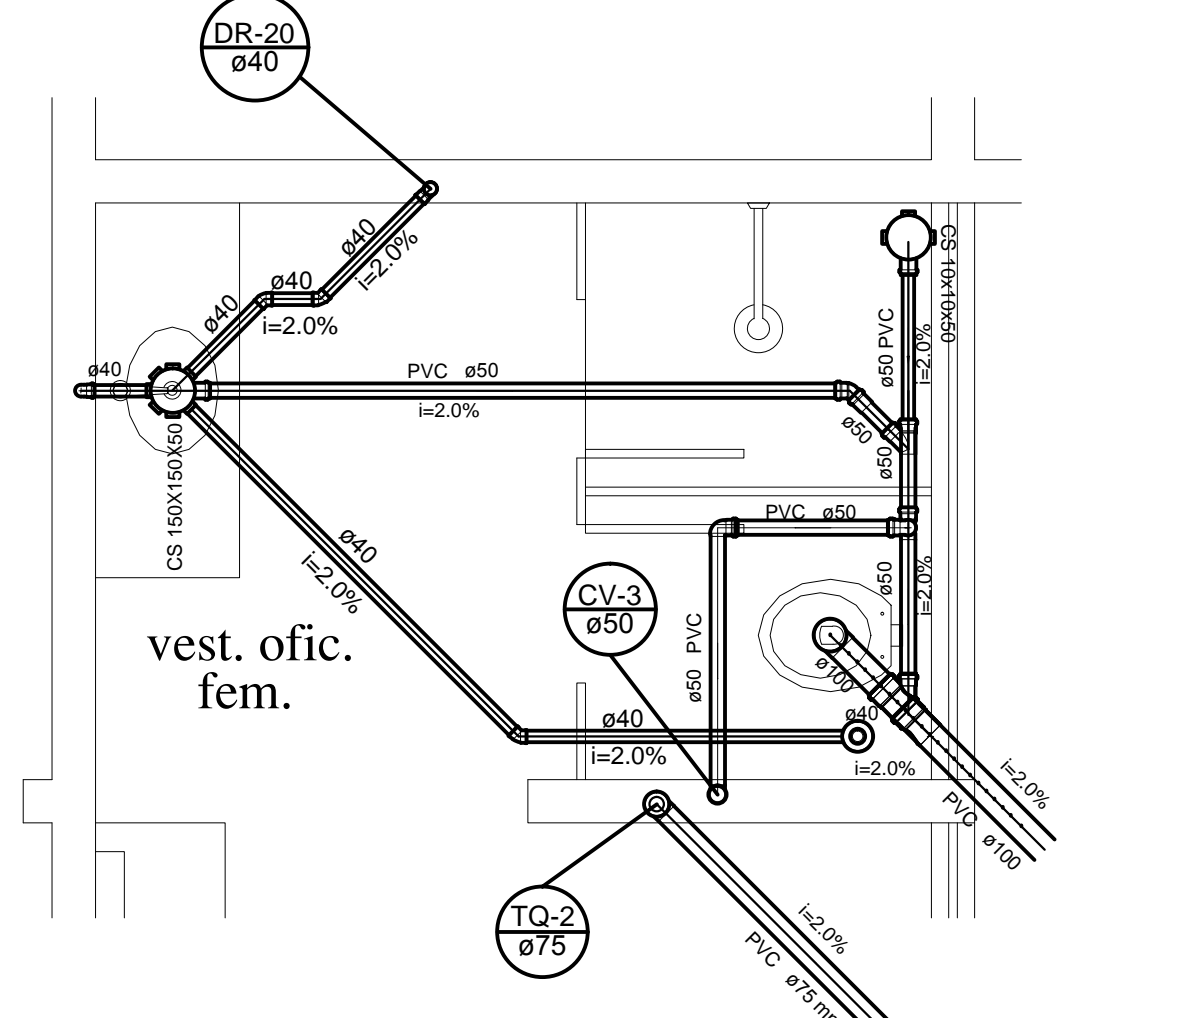 DR-20
ø40
ø40
i=2.0%
ø40
i=2.0%
ø40
ø40
CS 150X150X50
PVC ø50
i=2.0%
ø50
ø50
CS 10x10x50
ø50 PVC
i=2.0%
PVC ø50
ø50
i=2.0%
ø40
i=2.0%
CV-3
ø50
ø50 PVC
vest. ofic.
fem.
ø100
ø40
ø40
i=2.0%
i=2.0%
i=2.0%
PVC ø100
TQ-2
ø75
i=2.0%
PVC ø75